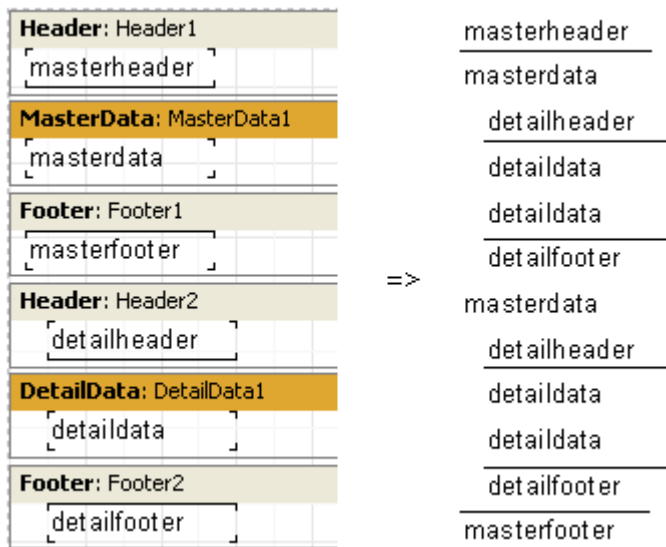 Header: Header1
masterheader
MasterData: MasterData1
masterdata
Footer: Footer1
masterfooter
Header: Header2
detailheader
DetailData: DetailData1
detaildata
Footer: Footer2
detailfooter
=>
masterheader
masterdata
detailheader
detaildata
detaildata
detailfooter
masterdata
detailheader
detaildata
detaildata
detailfooter
masterfooter